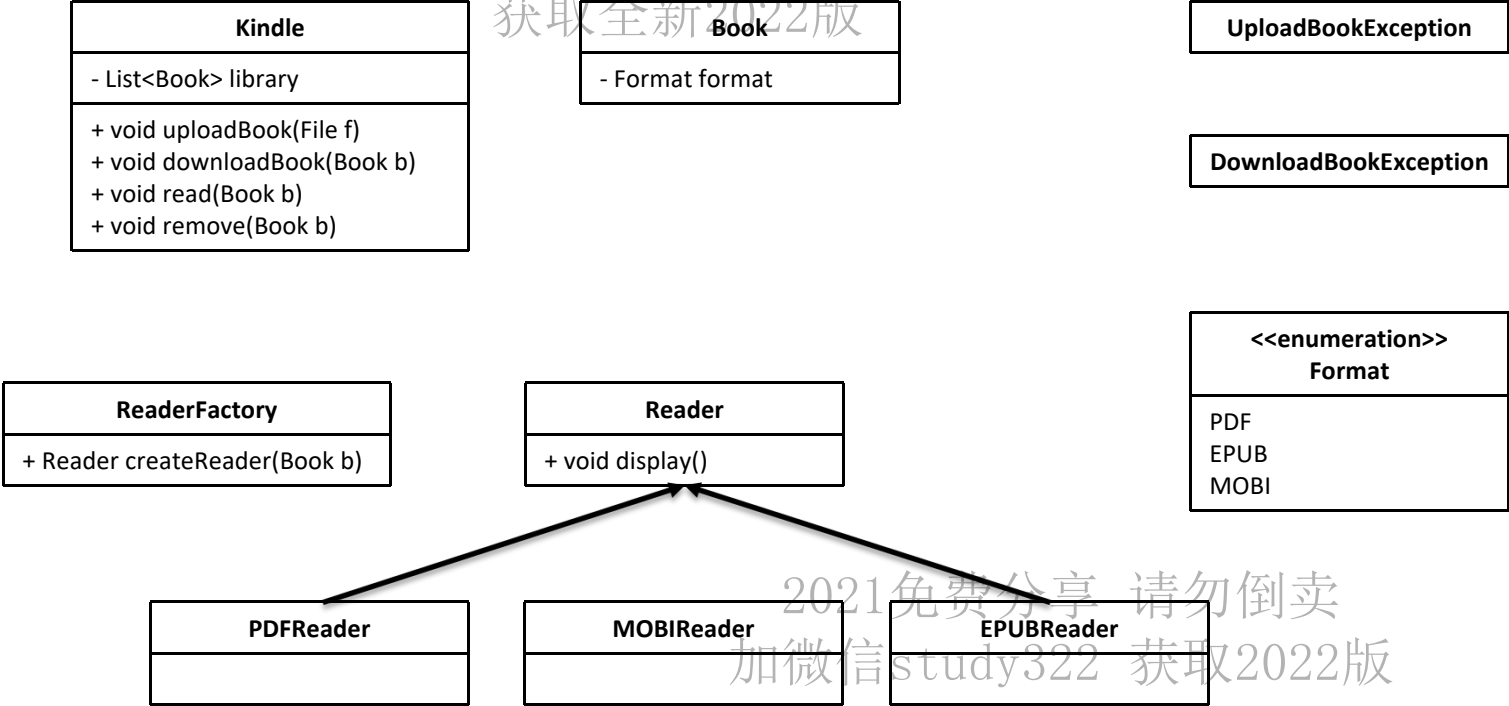 获取全新2022版
Kindle
- List<Book> library
+ void uploadBook(File f)
+ void downloadBook(Book b)
+ void read(Book b)
+ void remove(Book b)
Book
- Format format
UploadBookException
DownloadBookException
<<enumeration>>
Format
PDF
EPUB
MOBI
ReaderFactory
+ Reader createReader(Book b)
Reader
+ void display()
PDFReader
MOBIReader
EPUBReader
2021免费分享 请勿倒卖
加微信study322 获取2022版